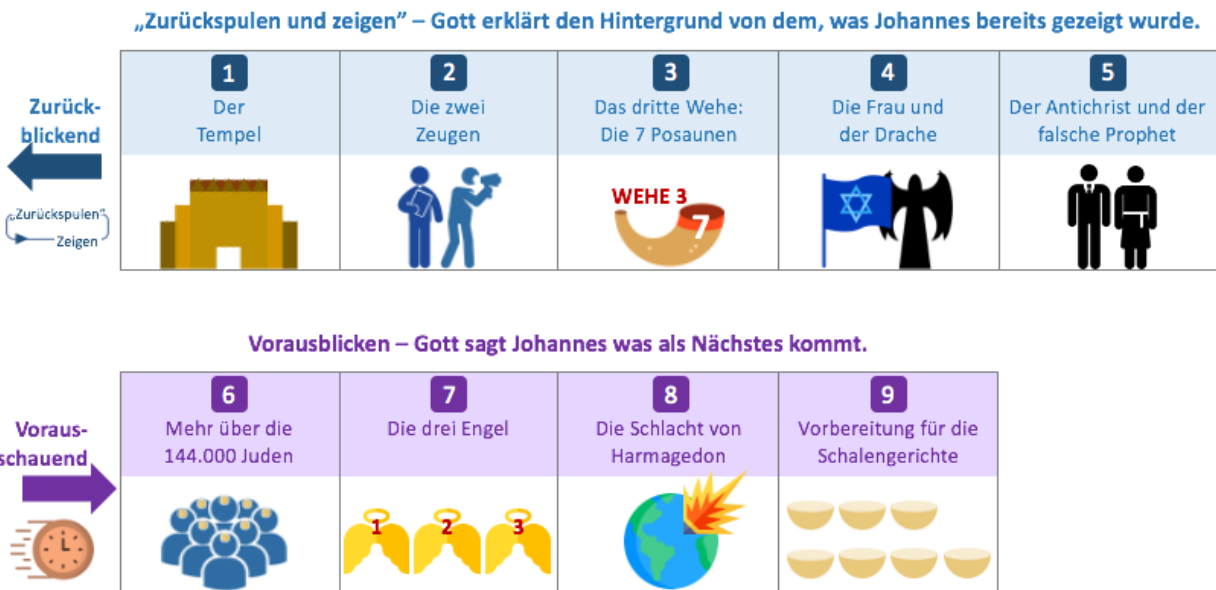 „Zurückspulen und zeigen” – Gott erklärt den Hintergrund von dem, was Johannes bereits gezeigt wurde.
Zurück-
blickend
„Zurückspulen“
Zeigen
1
Der
Tempel
2
Die zwei
Zeugen
3
Das dritte Wehe:
Die 7 Posaunen
WEHE 3
7
4
Die Frau und
der Drache
5
Der Antichrist und der
falsche Prophet
Vorausblicken – Gott sagt Johannes was als Nächstes kommt.
Voraus-
schauend
6
Mehr über die
144.000 Juden
7
Die drei Engel
1
2
3
8
Die Schlacht von
Harmagedon
9
Vorbereitung für die
Schalengerichte